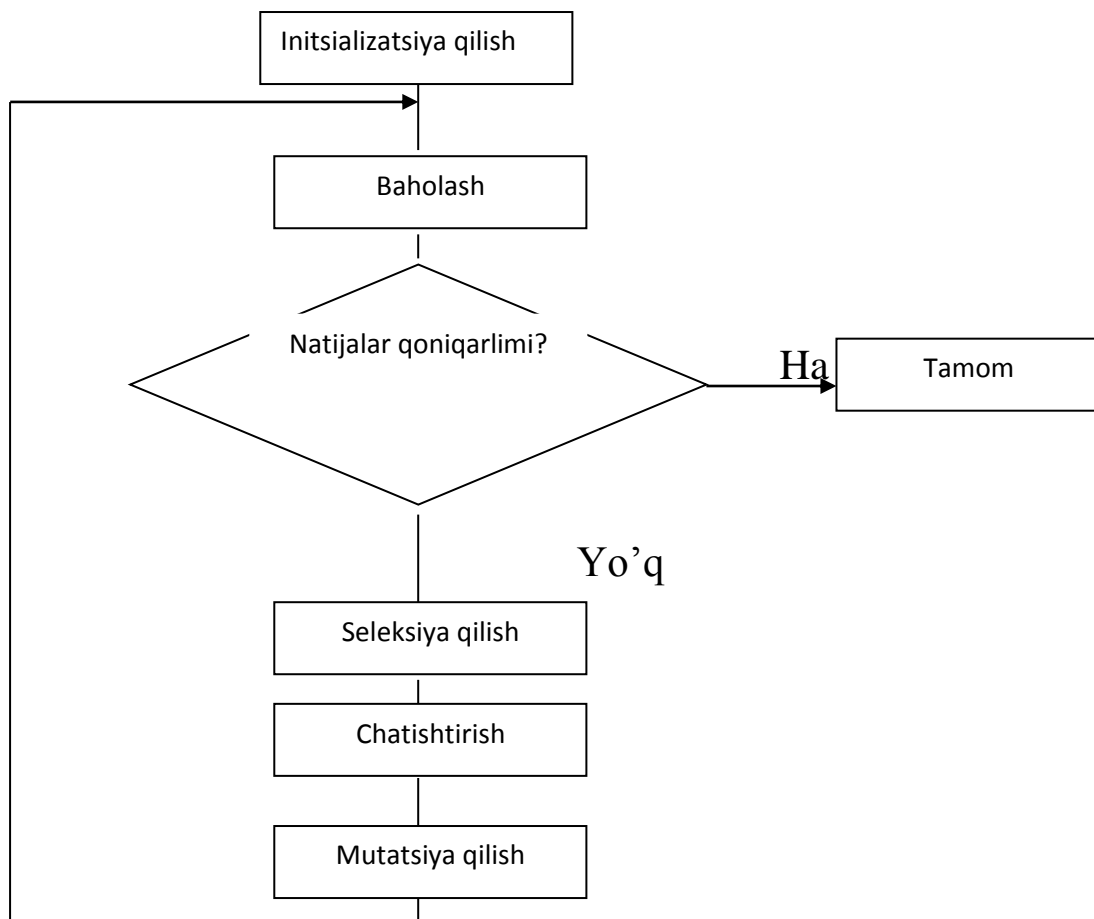 Initsializatsiya qilish
Baholash
Natijalar qoniqarlimi?
Ha
Tamom
Yo’q
Seleksiya qilish
Chatishtirish
Mutatsiya qilish